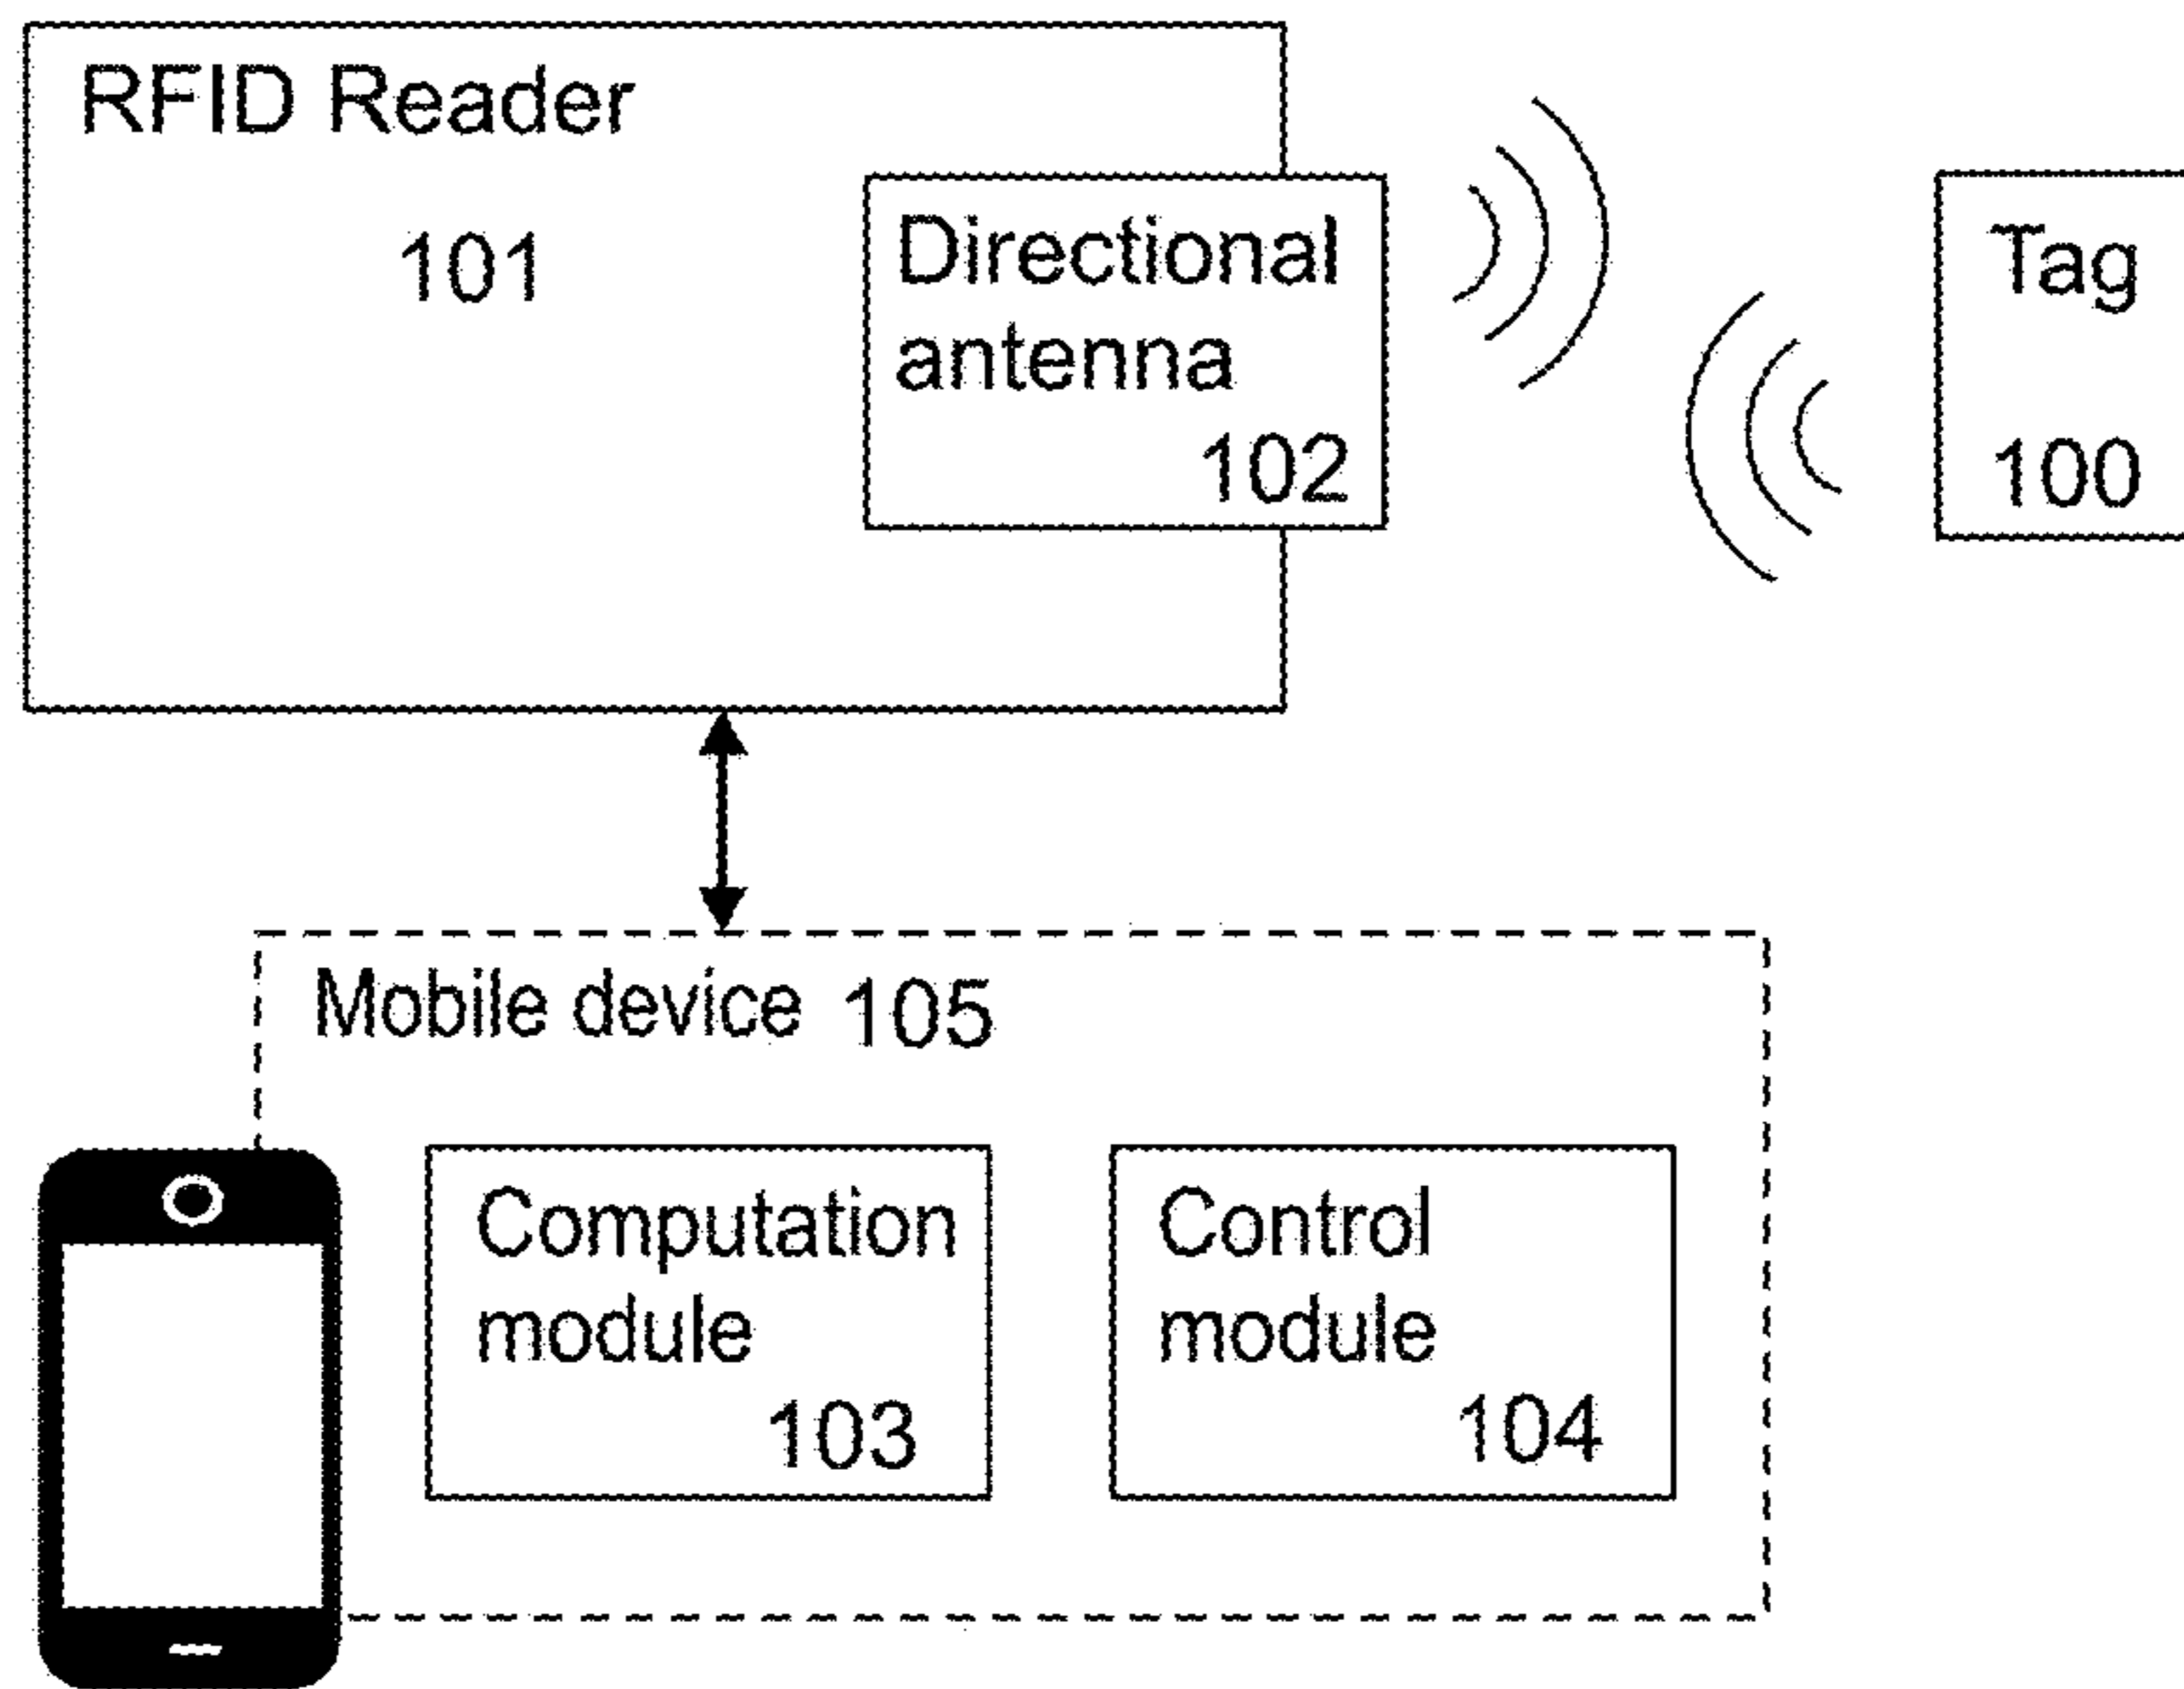 RFID Reader
101
Directional
antenna
102
Tag
100
Mobile device 105
Computation
module
103
Control
module
104